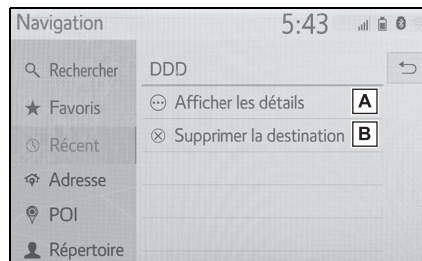 Navigation 5:43
Rechercher
Favoris
Récent
Adresse
POI
Répertoire
DDD
Afficher les détails A
Supprimer la destination B